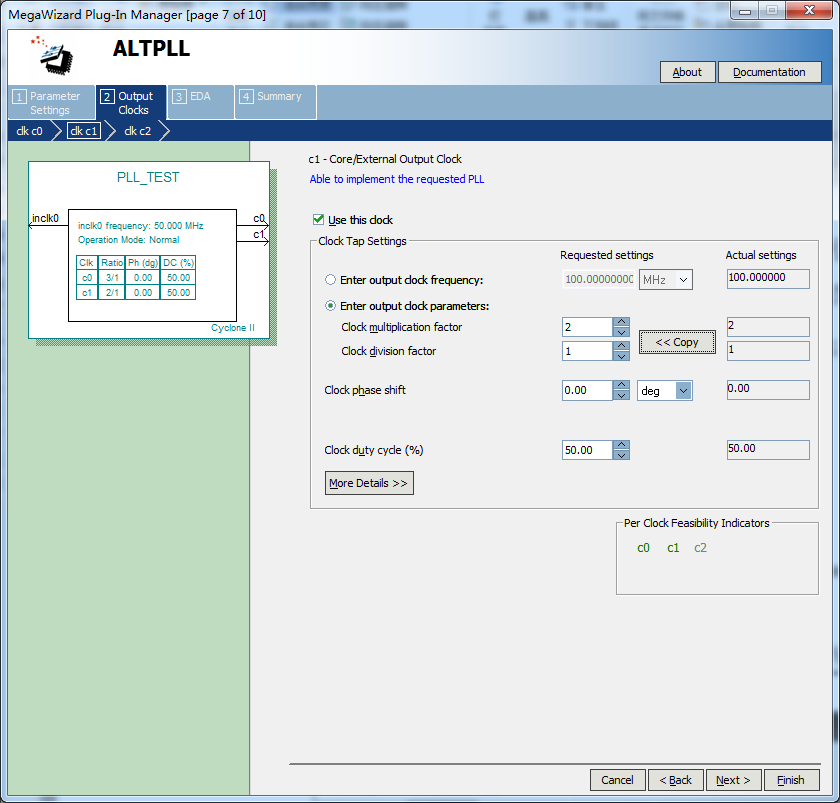 MegaWizard Plug-In Manager [page 7 of 10]
ALTPLL
About
Documentation
1 Parameter Settings
2 Output Clocks
3 EDA
4 Summary
clk c0
clk c1
clk c2
PLL_TEST
inclk0
inclk0 frequency: 50.000 MHz
Operation Mode: Normal
Clk Ratio Ph (dg) DC (%)
c0 3/1 0.00 50.00
c1 2/1 0.00 50.00
c0
c1
Cyclone II
c1 - Core/External Output Clock
Able to implement the requested PLL
Use this clock
Clock Tap Settings
Requested settings Actual settings
Enter output clock frequency: 100.00000000 MHz 100.000000
Enter output clock parameters:
Clock multiplication factor 2 2
<< Copy
Clock division factor 1 1
Clock phase shift 0.00 deg 0.00
Clock duty cycle (%) 50.00 50.00
More Details >>
Per Clock Feasibility Indicators
c0 c1 c2
Cancel < Back Next > Finish